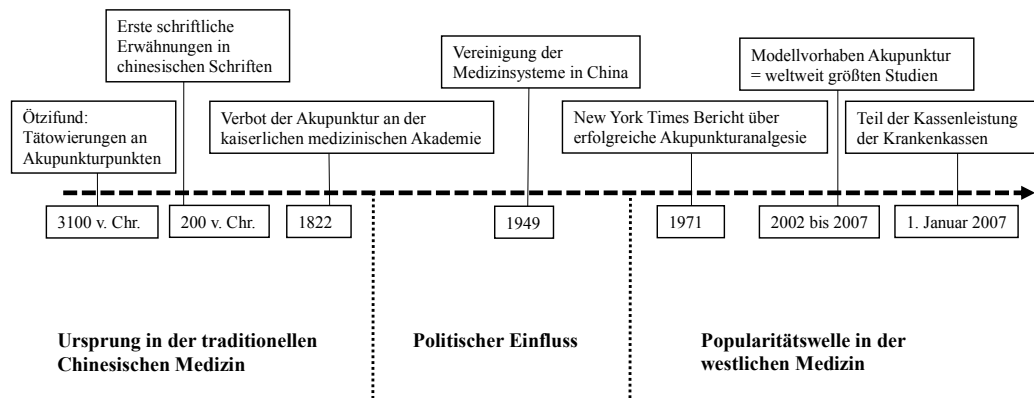 Erste schriftliche
Erwähnungen in
chinesischen Schriften
Vereinigung der
Medizinsysteme in China
Modellvorhaben Akupunktur
= weltweit größten Studien
Ötzifund:
Tätowierungen an
Akupunkturpunkten
Verbot der Akupunktur an der
kaiserlichen medizinischen Akademie
New York Times Bericht über
erfolgreiche Akupunkturanalgesie
Teil der Kassenleistung
der Krankenkassen
3100 v. Chr.
200 v. Chr.
1822
1949
1971
2002 bis 2007
1. Januar 2007
Ursprung in der traditionellen
Chinesischen Medizin
Politischer Einfluss
Popularitätswelle in der
westlichen Medizin